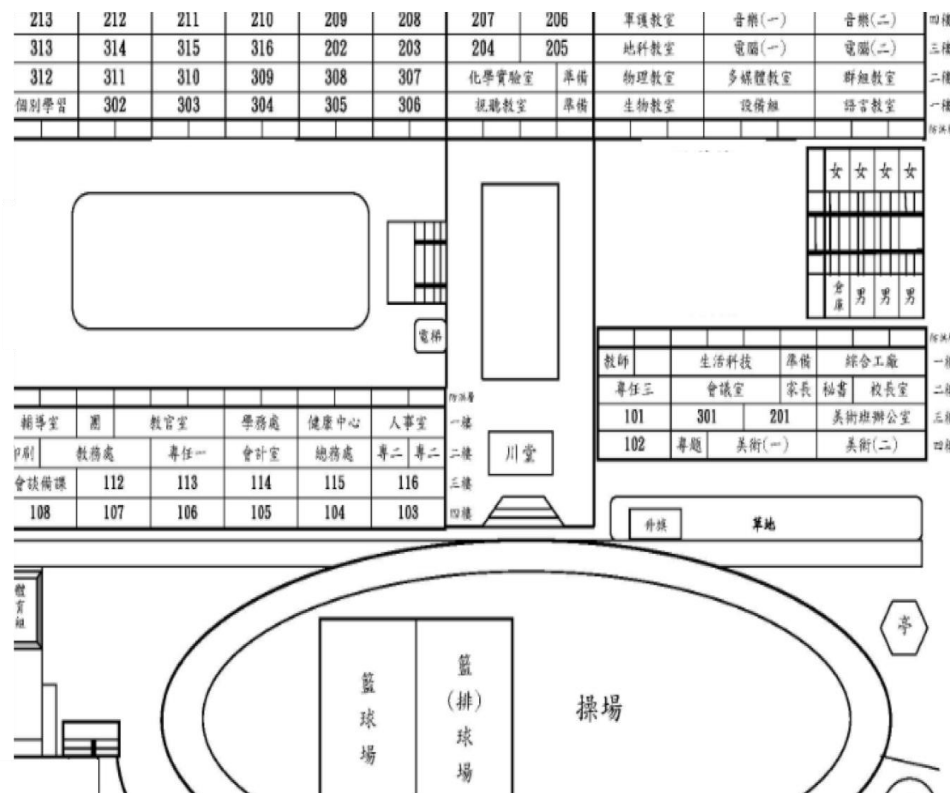 213 212 211 210 209 208 207 206 軍護教室 音樂(一) 音樂(二) 四樓
313 314 315 316 202 203 204 205 地科教室 電腦(一) 電腦(二) 三樓
312 311 310 309 308 307 化學實驗室 準備 物理教室 多媒體教室 群組教室 二樓
個別學習 302 303 304 305 306 視聽教室 準備 生物教室 設備組 語言教室 一樓
女 女 女 女
倉庫 男 男 男
電梯
教師 生活科技 準備 綜合工廠 一樓
專任三 會議室 家長 秘書 校長室 二樓
101 301 201 美術班辦公室 三樓
102 專題 美術(一) 美術(二) 四樓
防洪層
輔導室 團 教官室 學務處 健康中心 人事室 一樓
印刷 教務處 專任一 會計室 總務處 專二 專二 二樓
會談備課 112 113 114 115 116 三樓
108 107 106 105 104 103 四樓
川堂
升旗 草地
體育組
亭
籃球場
籃(排)球場
操場